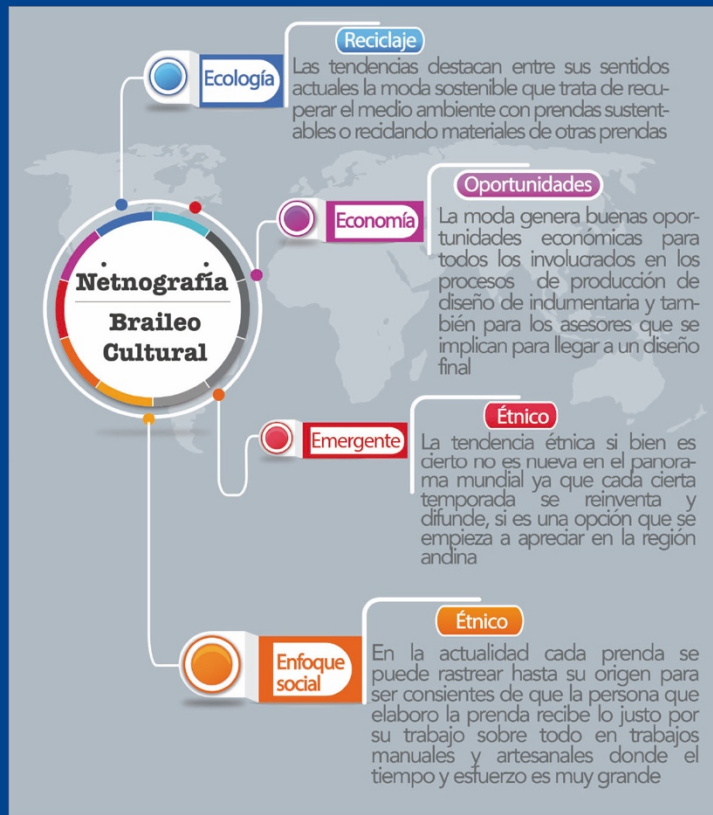 Reciclaje
Ecología
Las tendencias destacan entre sus sentidos
actuales la moda sostenible que trata de recu-
perar el medio ambiente con prendas sustent-
ables o recidando materiales de otras prendas
Oportunidades
Economía
La moda genera buenas opor-
tunidades económicas para
todos los involucrados en los
procesos de producción de
diseño de indumentaria y tam-
bién para los asesores que se
implican para llegar a un diseño
final
Netnografía
Braileo
Cultural
Étnico
Emergente
La tendencia étnica si bien es
cierto no es nueva en el panora-
ma mundial ya que cada cierta
temporada se reinventa y
difunde, si es una opción que se
empieza a apreciar en la región
andina
Étnico
Enfoque
social
En la actualidad cada prenda se
puede rastrear hasta su origen para
ser consientes de que la persona que
elaboro la prenda recibe lo justo por
su trabajo sobre todo en trabajos
manuales y artesanales donde el
tiempo y esfuerzo es muy grande